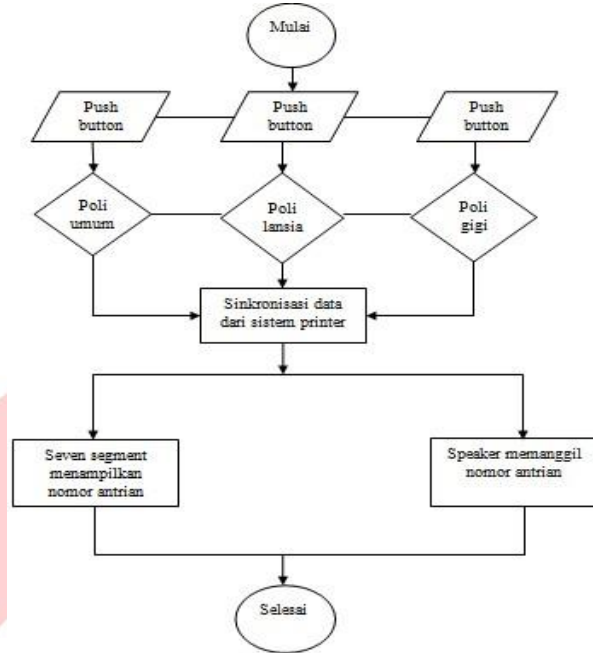 Mulai
Push
button
Push
button
Push
button
Poli
umum
Poli
lansia
Poli
gigi
Sinkronisasi data
dari sistem printer
Seven segment
menampilkan
nomor antrian
Speaker memanggil
nomor antrian
Selesai